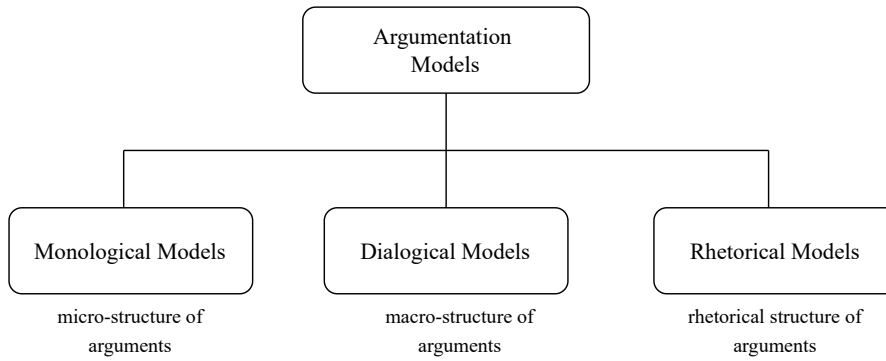 Argumentation
Models
Monological Models
Dialogical Models
Rhetorical Models
micro-structure of
arguments
macro-structure of
arguments
rhetorical structure of
arguments